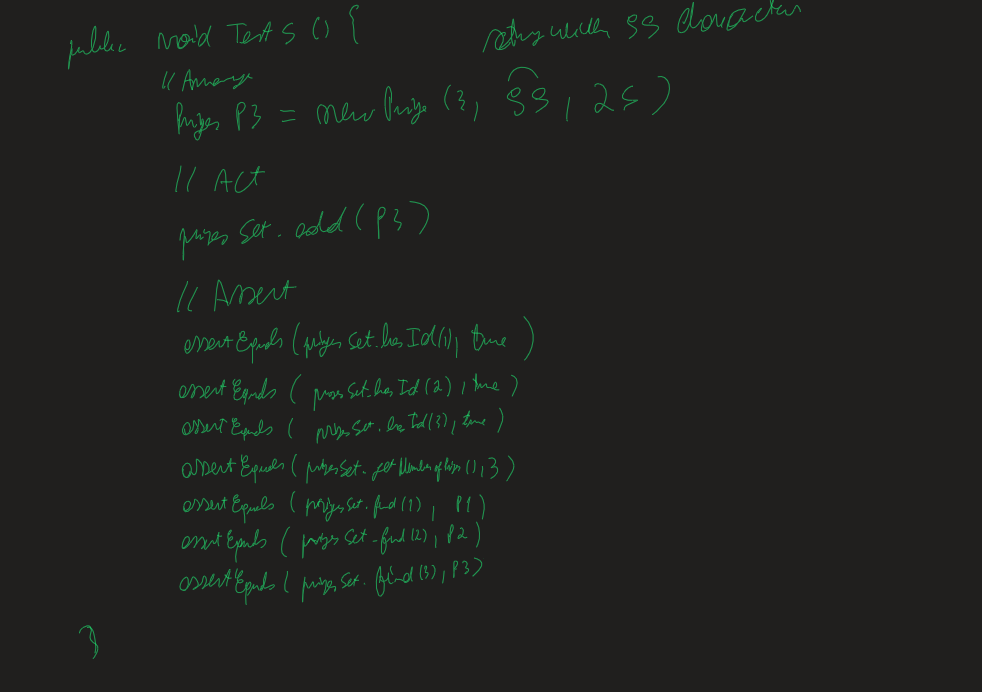 public void Test 5 () {
string with 99 character
// Arrange
Prizes P3 = new Prize (3, 99, 25)
// Act
prizes Set. add (P3)
// Assert
assert Equals (prizes Set. has Id(1), true)
assert Equals (prizes Set. has Id (2), true)
assert Equals (prizes Set. has Id(3), true)
assert Equals (prizes Set. get Number of Prizes (), 3)
assert Equals (prizes Set. find (1), P1)
assert Equals (prizes Set. find (2), P2)
assert Equals (prizes Set. find (3), P3)
}